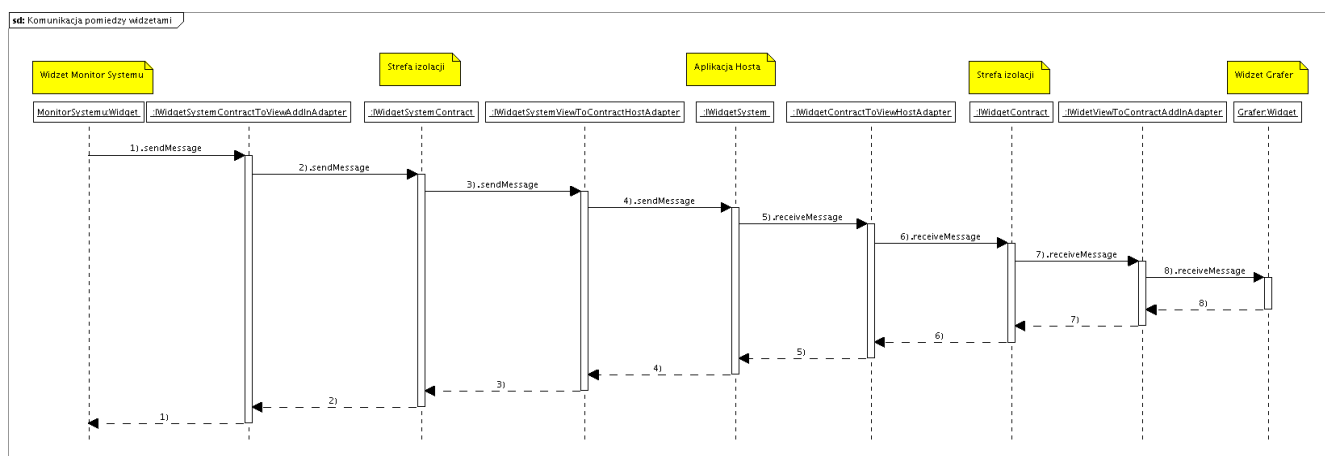 sd: Komunikacja pomiedzy widzetami
Widzet Monitor Systemu
Strefa izolacji
Aplikacja Hosta
Strefa izolacji
Widzet Grafer
MonitorSystemu:Widget
:IWidgetSystemContractToViewAddInAdapter
:IWidgetSystemContract
:IWidgetSystemViewToContractHostAdapter
:IWidgetSystem
:IWidgetContractToViewHostAdapter
:IWidgetContract
:IWidetViewToContractAddInAdapter
Grafer:Widget
1).sendMessage
2).sendMessage
3).sendMessage
4).sendMessage
5).receiveMessage
6).receiveMessage
7).receiveMessage
8).receiveMessage
8)
7)
6)
5)
4)
3)
2)
1)